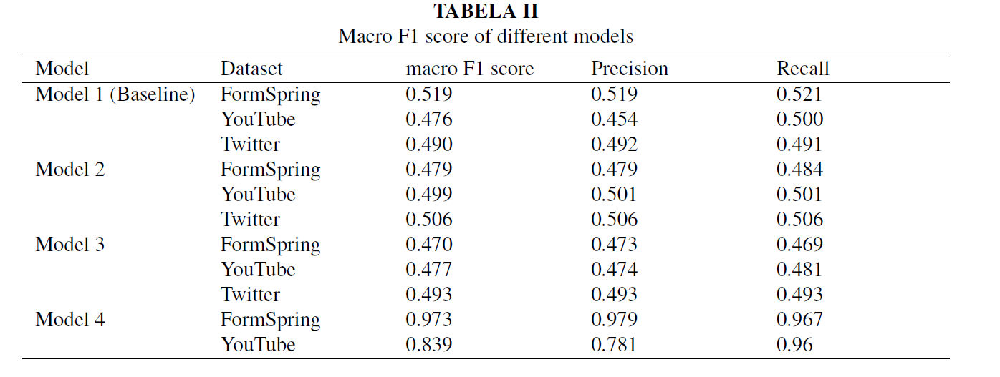 TABELA II
Macro F1 score of different models
Model Dataset macro F1 score Precision Recall
Model 1 (Baseline) FormSpring 0.519 0.519 0.521
YouTube 0.476 0.454 0.500
Twitter 0.490 0.492 0.491
Model 2 FormSpring 0.479 0.479 0.484
YouTube 0.499 0.501 0.501
Twitter 0.506 0.506 0.506
Model 3 FormSpring 0.470 0.473 0.469
YouTube 0.477 0.474 0.481
Twitter 0.493 0.493 0.493
Model 4 FormSpring 0.973 0.979 0.967
YouTube 0.839 0.781 0.96